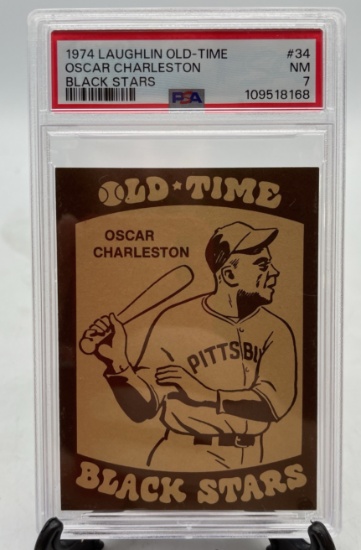 1974 LAUGHLIN OLD-TIME #34
OSCAR CHARLESTON NM
BLACK STARS 7
PSA 109518168
OLD★TIME
OSCAR
CHARLESTON
PITTSBU
BLACK STARS